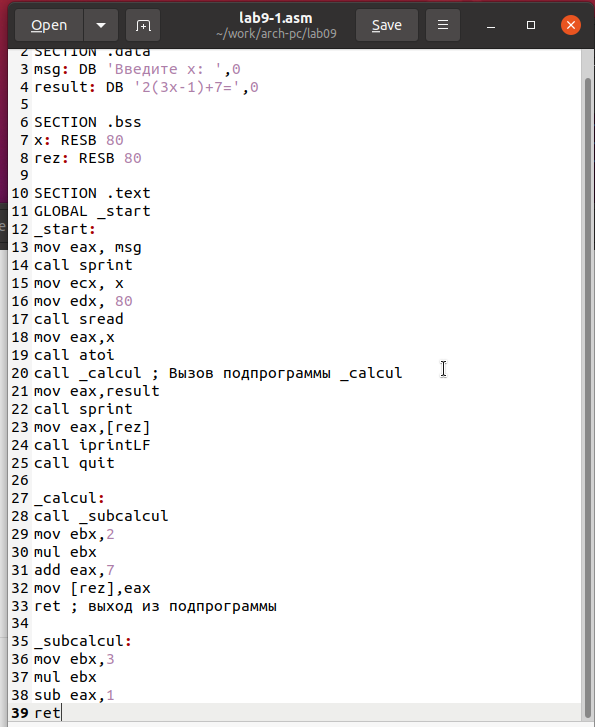 Open
lab9-1.asm
~/work/arch-pc/lab09
Save
2 SECTION .data
3 msg: DB 'Введите x: ',0
4 result: DB '2(3x-1)+7=',0
5
6 SECTION .bss
7 x: RESB 80
8 rez: RESB 80
9
10 SECTION .text
11 GLOBAL _start
12 _start:
13 mov eax, msg
14 call sprint
15 mov ecx, x
16 mov edx, 80
17 call sread
18 mov eax,x
19 call atoi
20 call _calcul ; Вызов подпрограммы _calcul
21 mov eax,result
22 call sprint
23 mov eax,[rez]
24 call iprintLF
25 call quit
26
27 _calcul:
28 call _subcalcul
29 mov ebx,2
30 mul ebx
31 add eax,7
32 mov [rez],eax
33 ret ; выход из подпрограммы
34
35 _subcalcul:
36 mov ebx,3
37 mul ebx
38 sub eax,1
39 ret